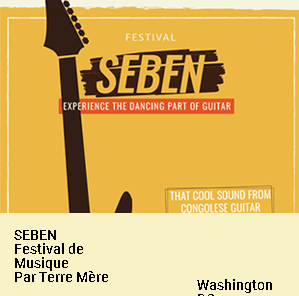 FESTIVAL
SEBEN
EXPERIENCE THE DANCING PART OF GUITAR
THAT COOL SOUND FROM
CONGOLESE GUITAR
SEBEN
Festival de
Musique
Par Terre Mère
Washington